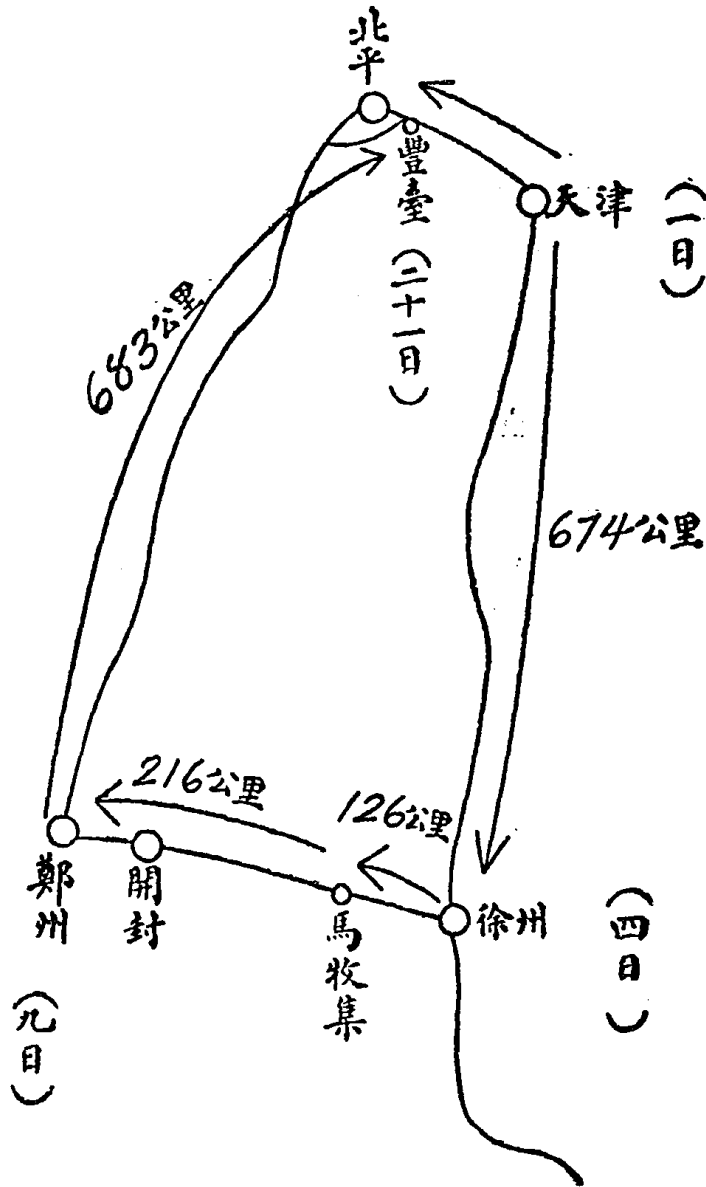 北平
豐臺
(二十一日)
天津
(一日)
683公里
674公里
216公里
126公里
鄭州
開封
馬牧集
徐州
(四日)
(九日)